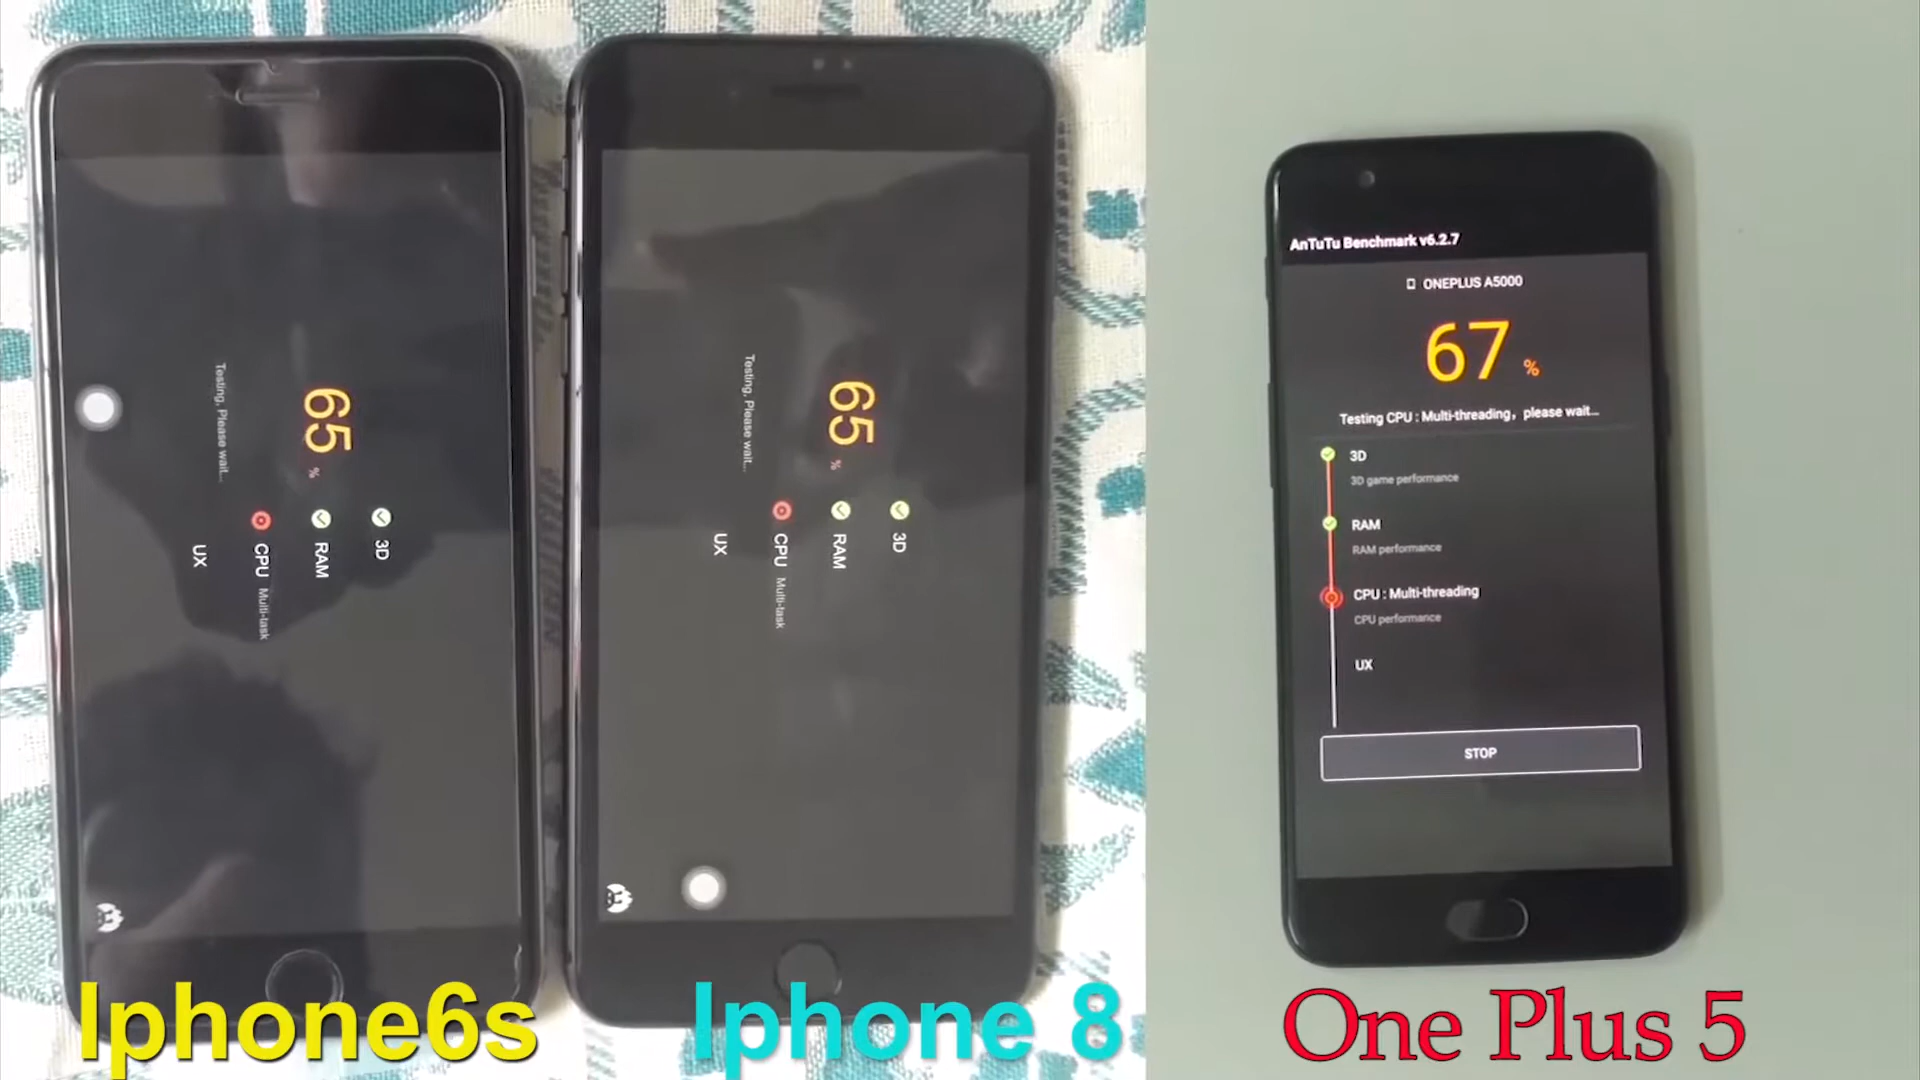 65 %
Testing, Please wait...
3D
RAM
CPU Multi-task
UX
65 %
Testing, Please wait...
3D
RAM
CPU Multi-task
UX
AnTuTu Benchmark v6.2.7
ONEPLUS A5000
67 %
Testing CPU : Multi-threading, please wait...
3D
3D game performance
RAM
RAM performance
CPU : Multi-threading
CPU performance
UX
STOP
Iphone6s
Iphone 8
One Plus 5